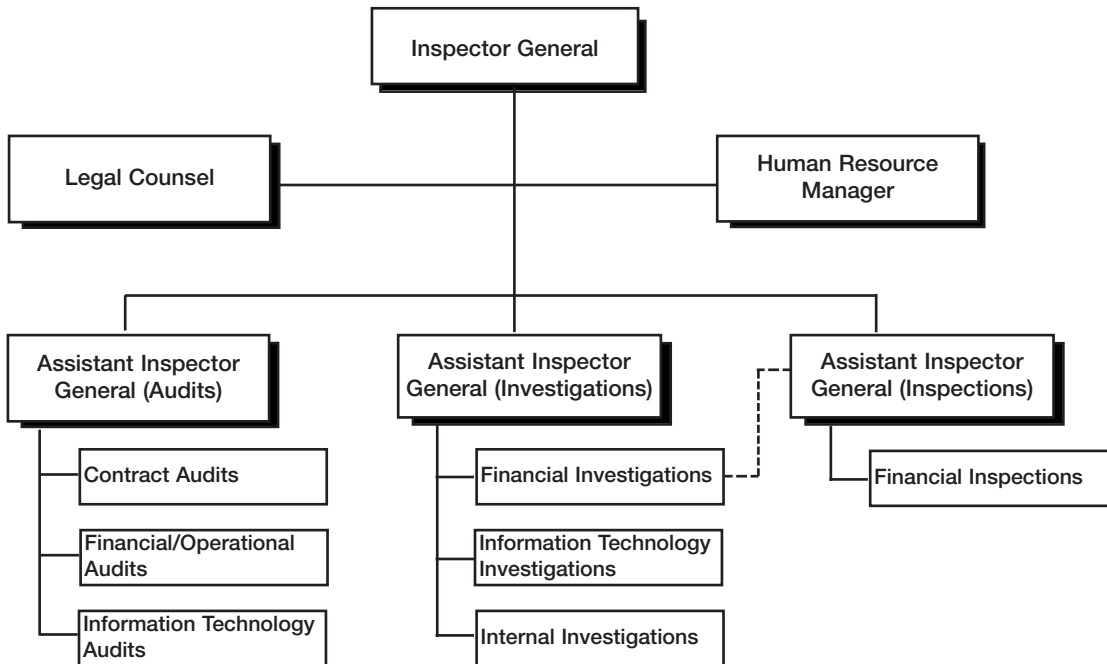 Inspector General
Legal Counsel
Human Resource
Manager
Assistant Inspector
General (Audits)
Assistant Inspector
General (Investigations)
Assistant Inspector
General (Inspections)
Contract Audits
Financial/Operational
Audits
Information Technology
Audits
Financial Investigations
Information Technology
Investigations
Internal Investigations
Financial Inspections